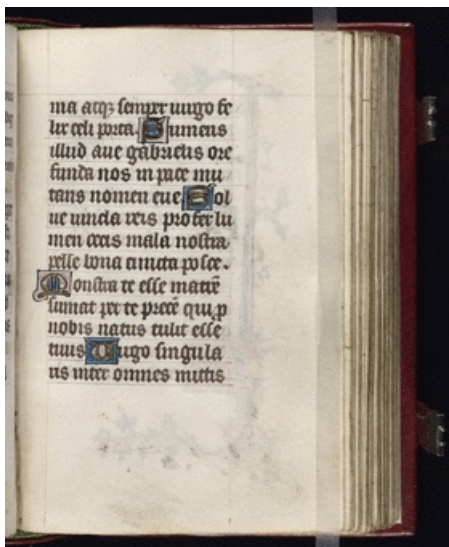 ma atq; semper uirgo fe
lix celi porta. Sumens
illud aue gabrielis ore
funda nos in pace mu
tans nomen eue Sol
ue uincla reis profer lu
men cecis mala nostra
pelle bona cuncta posce.
Monstra te esse matrē
sumat per te precē qui p
nobis natus tulit esse
tuus Uirgo singula
ris inter omnes mitis